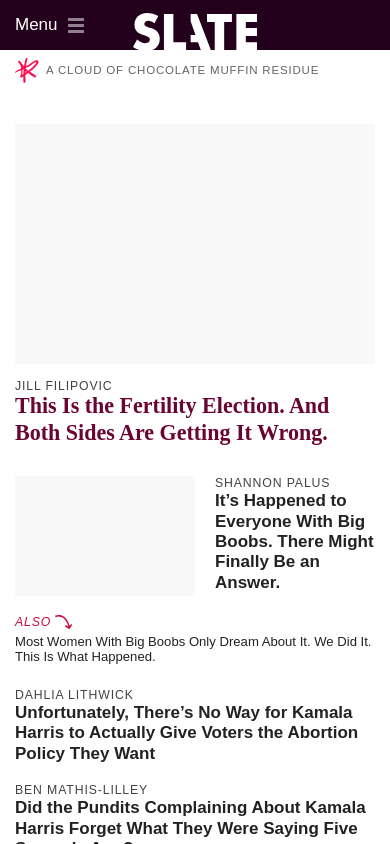 Menu
SLATE
A CLOUD OF CHOCOLATE MUFFIN RESIDUE
JILL FILIPOVIC
This Is the Fertility Election. And
Both Sides Are Getting It Wrong.
SHANNON PALUS
It’s Happened to
Everyone With Big
Boobs. There Might
Finally Be an
Answer.
ALSO
Most Women With Big Boobs Only Dream About It. We Did It.
This Is What Happened.
DAHLIA LITHWICK
Unfortunately, There’s No Way for Kamala
Harris to Actually Give Voters the Abortion
Policy They Want
BEN MATHIS-LILLEY
Did the Pundits Complaining About Kamala
Harris Forget What They Were Saying Five